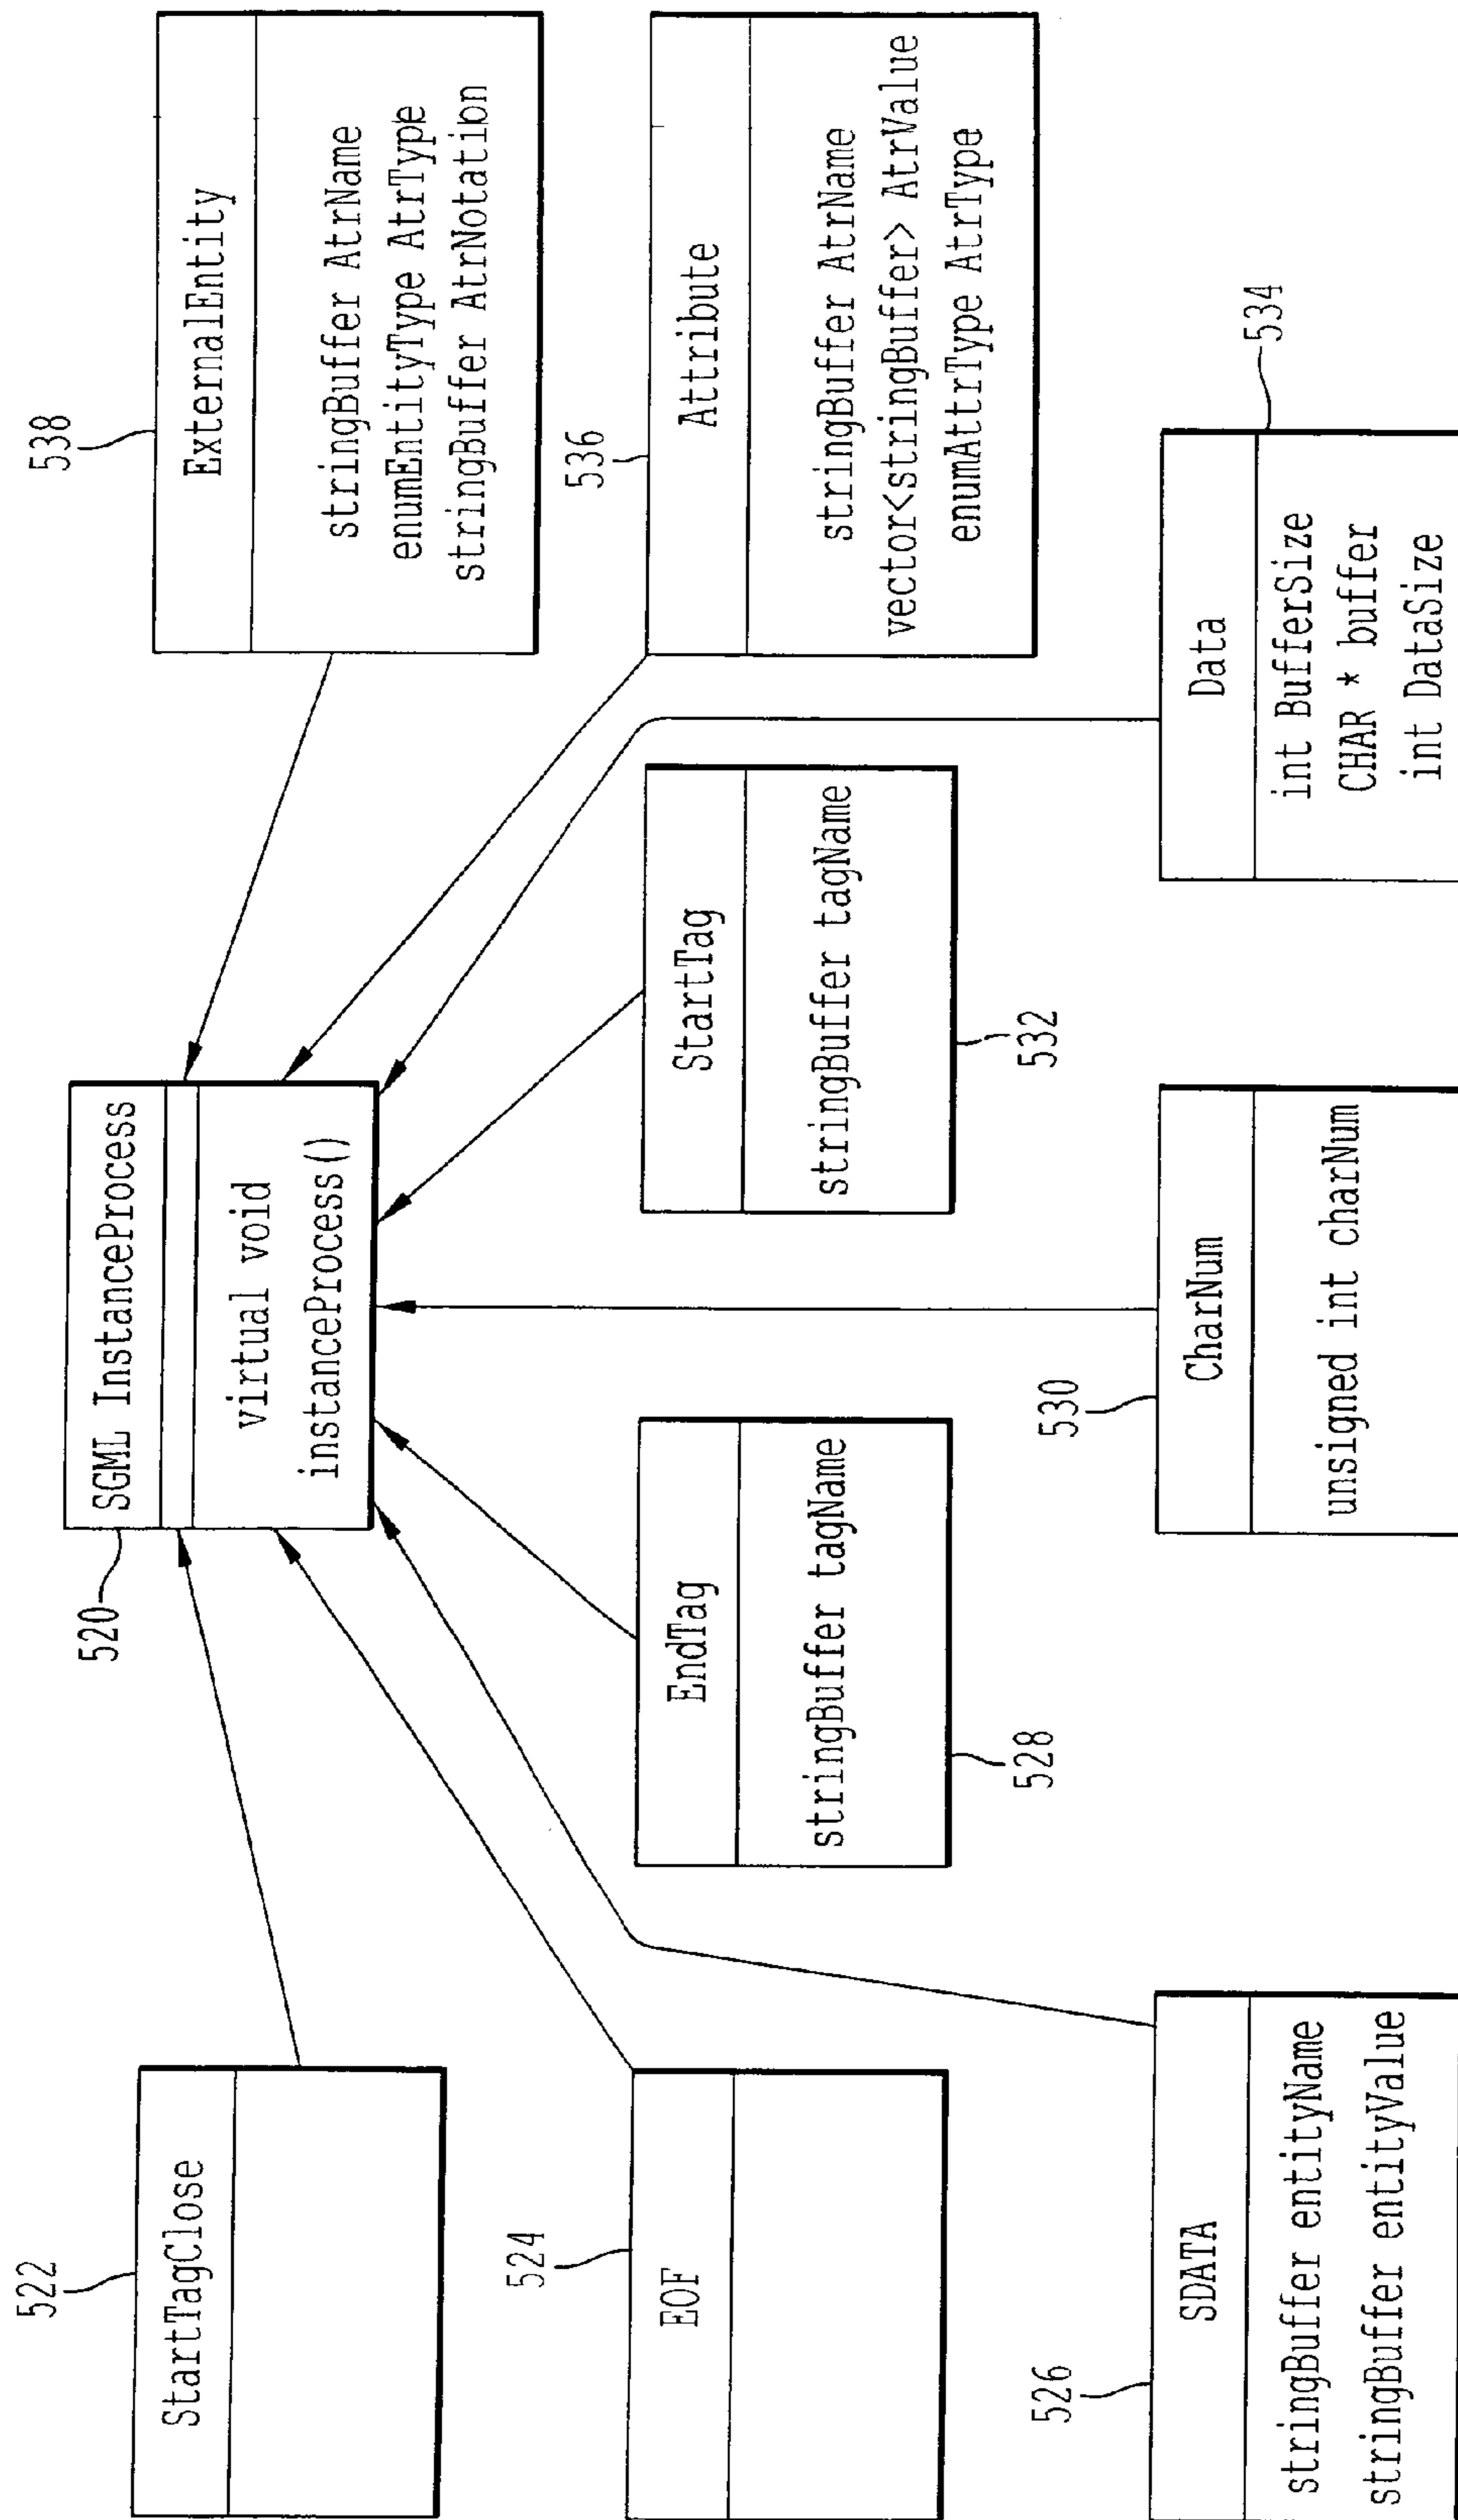 520
SGML InstanceProcess
virtual void
instanceProcess()
522
StartTagClose
524
EOF
526
SDATA
stringBuffer entityName
stringBuffer entityValue
EndTag
stringBuffer tagName
528
530
CharNum
unsigned int charNum
StartTag
stringBuffer tagName
532
534
Data
int BufferSize
CHAR * buffer
int DataSize
536
Attribute
stringBuffer AtrName
vector<stringBuffer> AtrValue
enumAttrType AtrType
538
ExternalEntity
stringBuffer AtrName
enumEntityType AtrType
stringBuffer AtrNotation